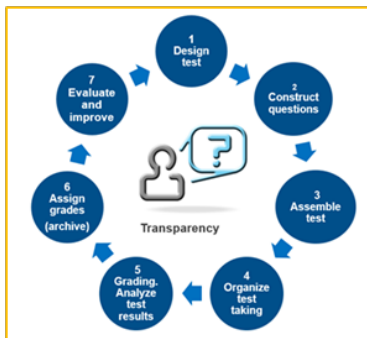 1
Design
test
2
Construct
questions
3
Assemble
test
4
Organize
test
taking
5
Grading.
Analyze
test
results
6
Assign
grades
(archive)
7
Evaluate
and
improve
?
Transparency